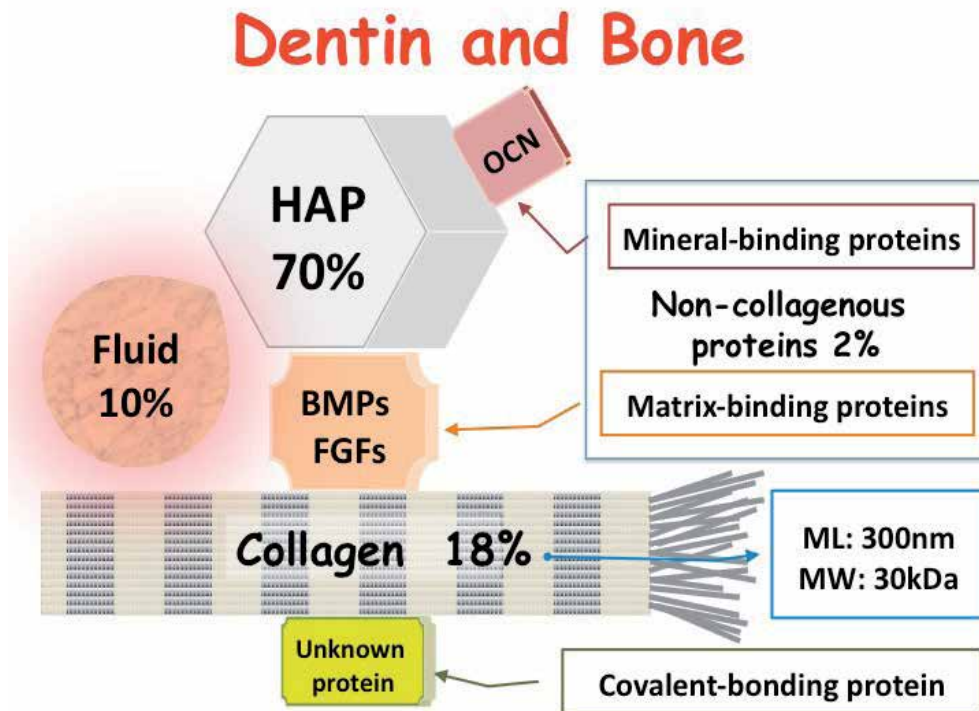 Dentin and Bone
OCN
HAP
70%
Mineral-binding proteins
Non-collagenous
proteins 2%
Matrix-binding proteins
Fluid
10%
BMPs
FGFs
Collagen 18%
ML: 300nm
MW: 30kDa
Unknown
protein
Covalent-bonding protein